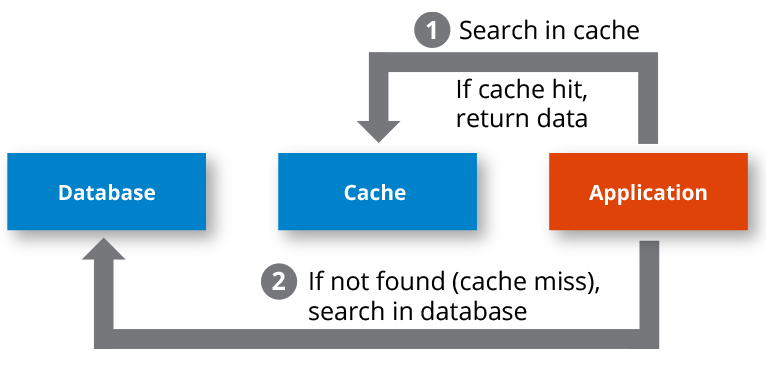 1 Search in cache
If cache hit,
return data
Database
Cache
Application
2 If not found (cache miss),
search in database